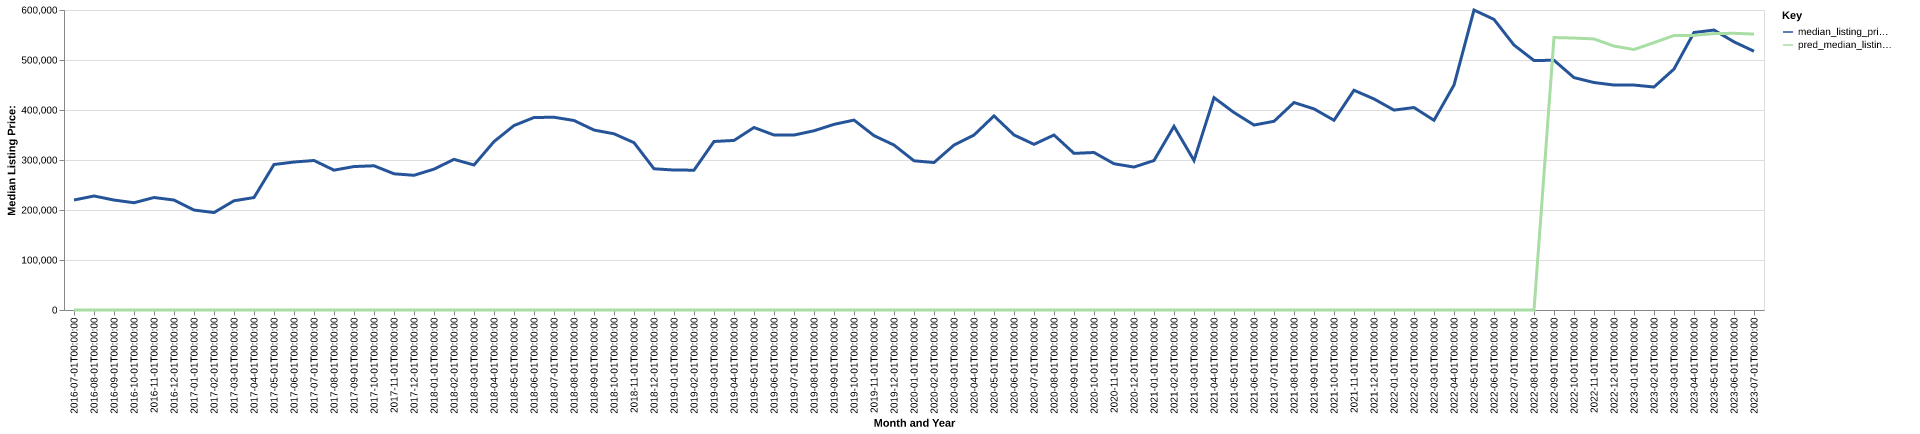 600,000
500,000
400,000
300,000
200,000
100,000
0
Median Listing Price:
2016-07-01T00:00:00
2016-08-01T00:00:00
2016-09-01T00:00:00
2016-10-01T00:00:00
2016-11-01T00:00:00
2016-12-01T00:00:00
2017-01-01T00:00:00
2017-02-01T00:00:00
2017-03-01T00:00:00
2017-04-01T00:00:00
2017-05-01T00:00:00
2017-06-01T00:00:00
2017-07-01T00:00:00
2017-08-01T00:00:00
2017-09-01T00:00:00
2017-10-01T00:00:00
2017-11-01T00:00:00
2017-12-01T00:00:00
2018-01-01T00:00:00
2018-02-01T00:00:00
2018-03-01T00:00:00
2018-04-01T00:00:00
2018-05-01T00:00:00
2018-06-01T00:00:00
2018-07-01T00:00:00
2018-08-01T00:00:00
2018-09-01T00:00:00
2018-10-01T00:00:00
2018-11-01T00:00:00
2018-12-01T00:00:00
2019-01-01T00:00:00
2019-02-01T00:00:00
2019-03-01T00:00:00
2019-04-01T00:00:00
2019-05-01T00:00:00
2019-06-01T00:00:00
2019-07-01T00:00:00
2019-08-01T00:00:00
2019-09-01T00:00:00
2019-10-01T00:00:00
2019-11-01T00:00:00
2019-12-01T00:00:00
2020-01-01T00:00:00
2020-02-01T00:00:00
2020-03-01T00:00:00
2020-04-01T00:00:00
2020-05-01T00:00:00
2020-06-01T00:00:00
2020-07-01T00:00:00
2020-08-01T00:00:00
2020-09-01T00:00:00
2020-10-01T00:00:00
2020-11-01T00:00:00
2020-12-01T00:00:00
2021-01-01T00:00:00
2021-02-01T00:00:00
2021-03-01T00:00:00
2021-04-01T00:00:00
2021-05-01T00:00:00
2021-06-01T00:00:00
2021-07-01T00:00:00
2021-08-01T00:00:00
2021-09-01T00:00:00
2021-10-01T00:00:00
2021-11-01T00:00:00
2021-12-01T00:00:00
2022-01-01T00:00:00
2022-02-01T00:00:00
2022-03-01T00:00:00
2022-04-01T00:00:00
2022-05-01T00:00:00
2022-06-01T00:00:00
2022-07-01T00:00:00
2022-08-01T00:00:00
2022-09-01T00:00:00
2022-10-01T00:00:00
2022-11-01T00:00:00
2022-12-01T00:00:00
2023-01-01T00:00:00
2023-02-01T00:00:00
2023-03-01T00:00:00
2023-04-01T00:00:00
2023-05-01T00:00:00
2023-06-01T00:00:00
2023-07-01T00:00:00
Month and Year
Key
median_listing_pri…
pred_median_listin…